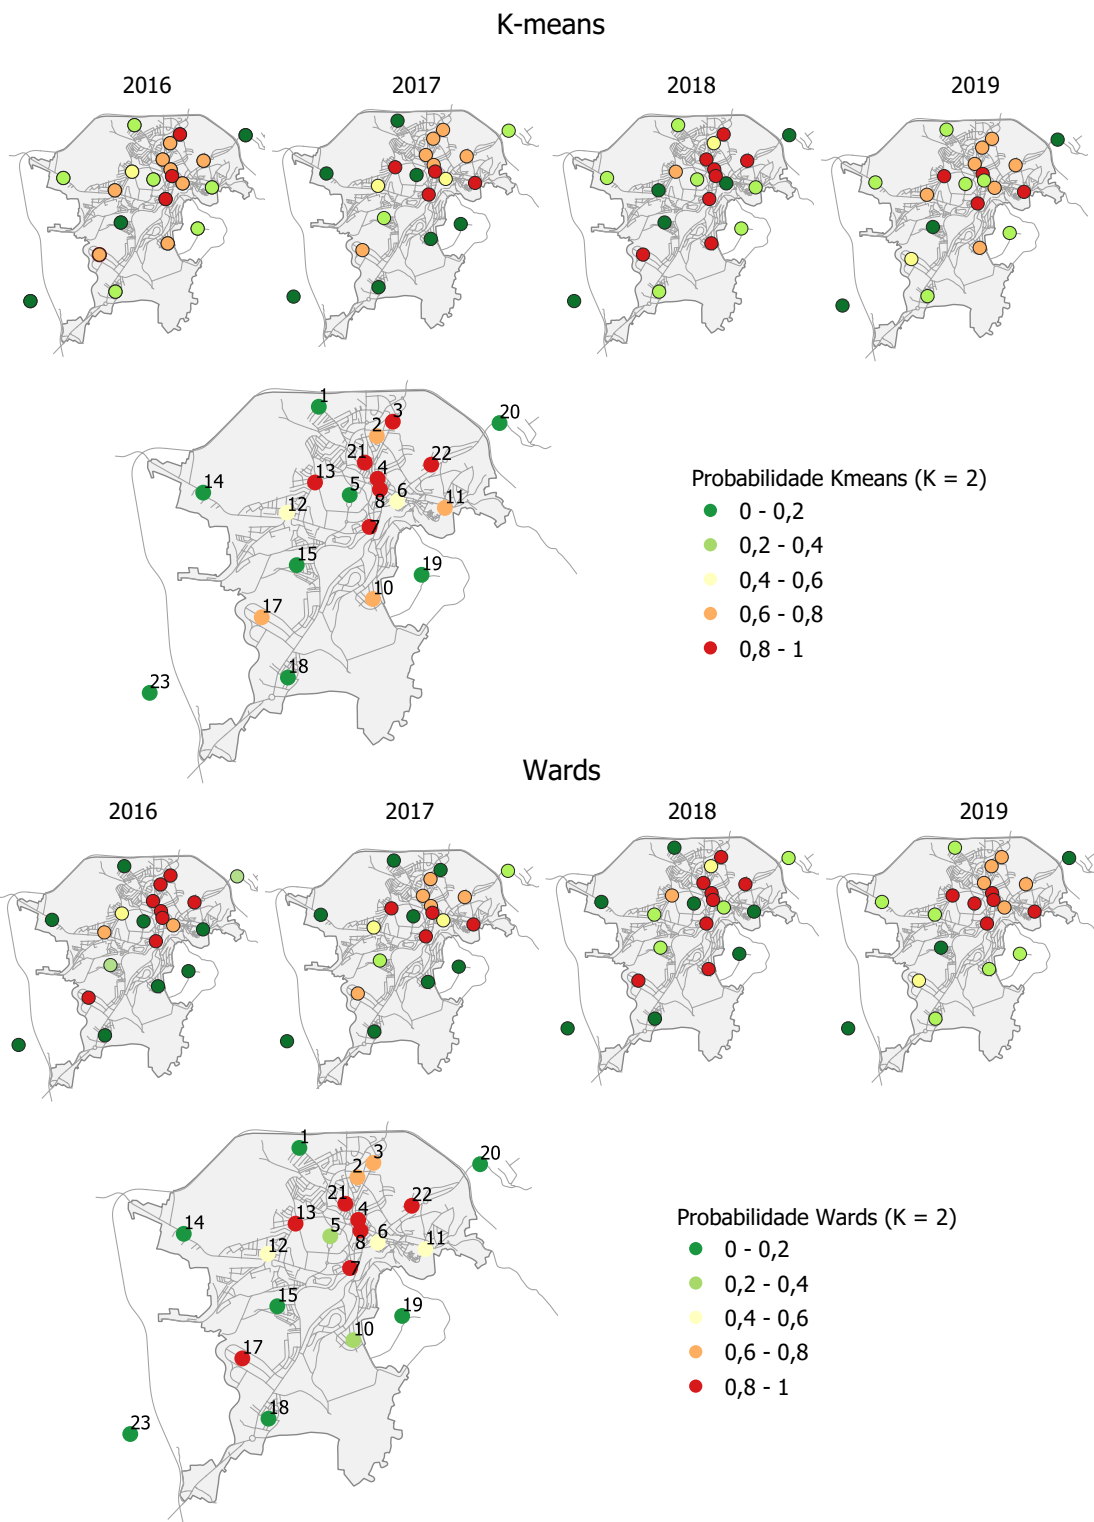 K-means
2016 2017 2018 2019
1
3
20
2
21
22
13
4
14
5
6
11
8
12
7
15
19
10
17
18
23
Probabilidade Kmeans (K = 2)
0 - 0,2
0,2 - 0,4
0,4 - 0,6
0,6 - 0,8
0,8 - 1
Wards
2016 2017 2018 2019
1
3
20
2
21
22
13
4
14
5
6
11
8
12
7
15
19
10
17
18
23
Probabilidade Wards (K = 2)
0 - 0,2
0,2 - 0,4
0,4 - 0,6
0,6 - 0,8
0,8 - 1